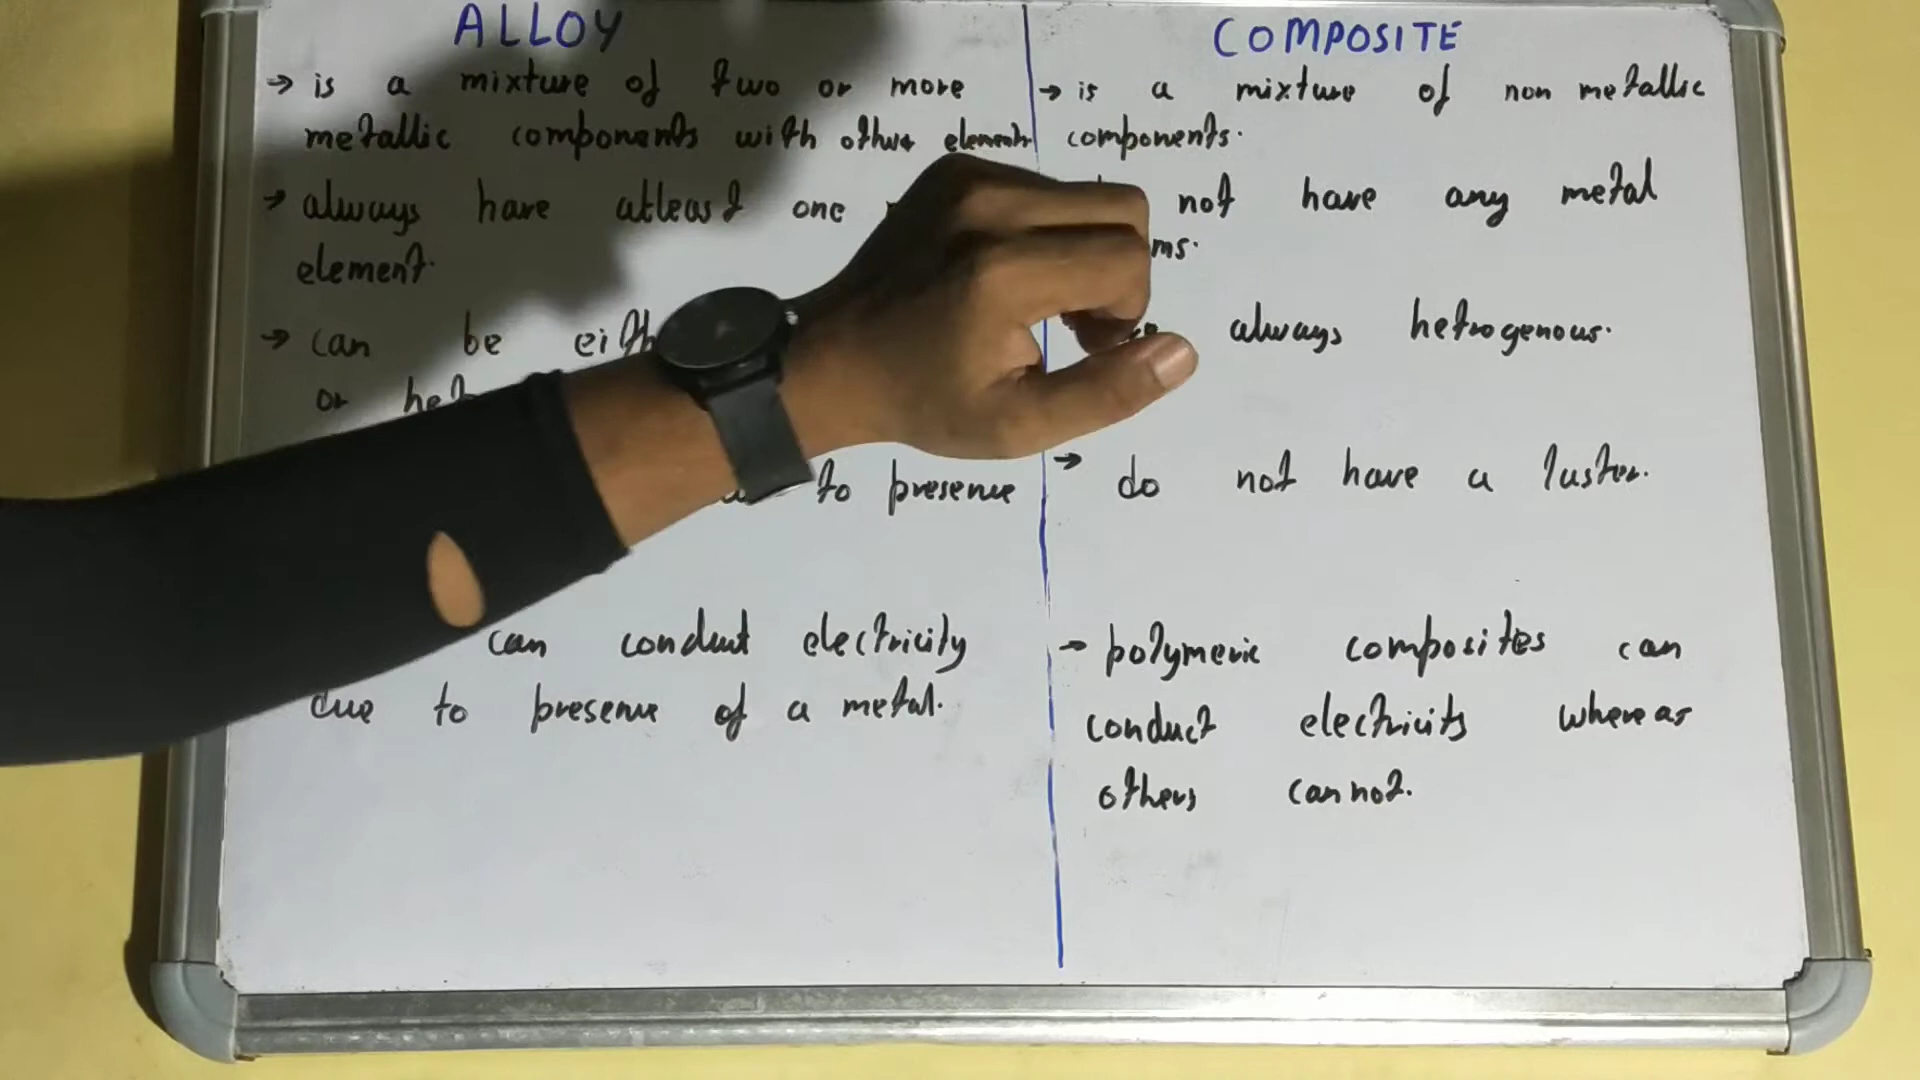 ALLOY
→ is a mixture of two or more
metallic components with other elements
→ always have atleast one
element.
→ can be
or
to presence
can conduct electricity
due to presence of a metal.
COMPOSITE
→ is a mixture of non metallic
components.
not have any metal
always hetrogenous.
→ do not have a luster.
→ polymeric composites can
conduct electricity whereas
others cannot.